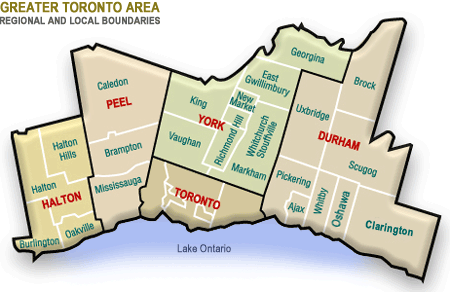 GREATER TORONTO AREA
REGIONAL AND LOCAL BOUNDARIES
Georgina
East
Gwillimbury
Brock
Caledon
PEEL
King
New
Market
YORK
Uxbridge
Richmond Hill
Whitchurch
Stouffville
DURHAM
Vaughan
Halton
Hills
Brampton
Scugog
Markham
Pickering
Halton
Mississauga
HALTON
TORONTO
Ajax
Whitby
Oshawa
Clarington
Oakville
Burlington
Lake Ontario